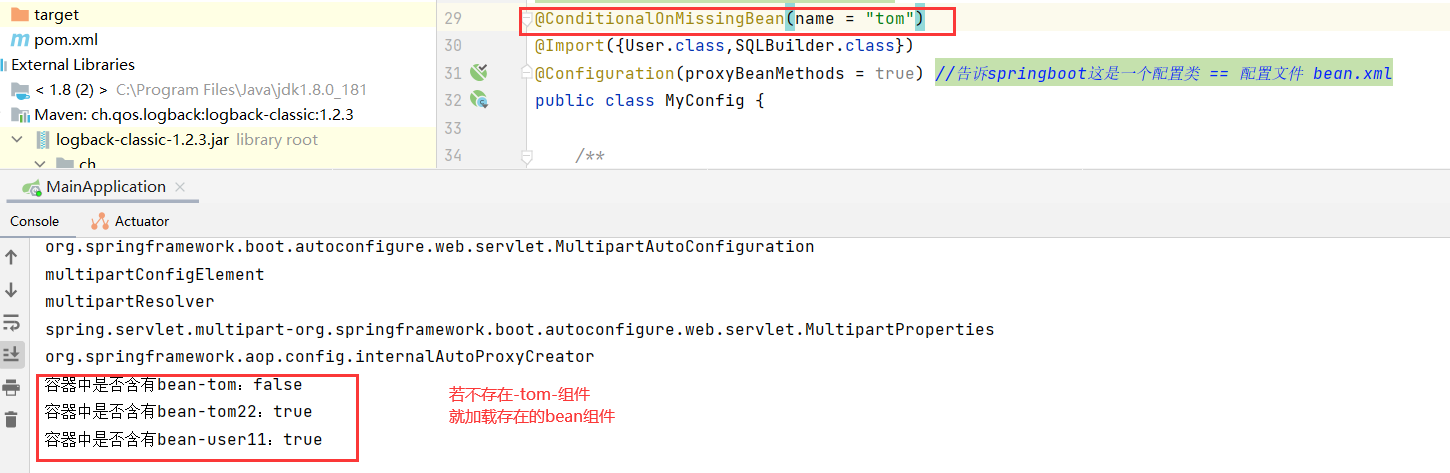 target
pom.xml
External Libraries
< 1.8 (2) > C:\Program Files\Java\jdk1.8.0_181
Maven: ch.qos.logback:logback-classic:1.2.3
logback-classic-1.2.3.jar library root
ch
29 @ConditionalOnMissingBean(name = "tom")
30 @Import({User.class,SQLBuilder.class})
31 @Configuration(proxyBeanMethods = true) //告诉springboot这是一个配置类 == 配置文件 bean.xml
32 public class MyConfig {
33
34 /**
MainApplication
Console Actuator
org.springframework.boot.autoconfigure.web.servlet.MultipartAutoConfiguration
multipartConfigElement
multipartResolver
spring.servlet.multipart-org.springframework.boot.autoconfigure.web.servlet.MultipartProperties
org.springframework.aop.config.internalAutoProxyCreator
容器中是否含有bean-tom：false
容器中是否含有bean-tom22：true
容器中是否含有bean-user11：true
若不存在-tom-组件
就加载存在的bean组件